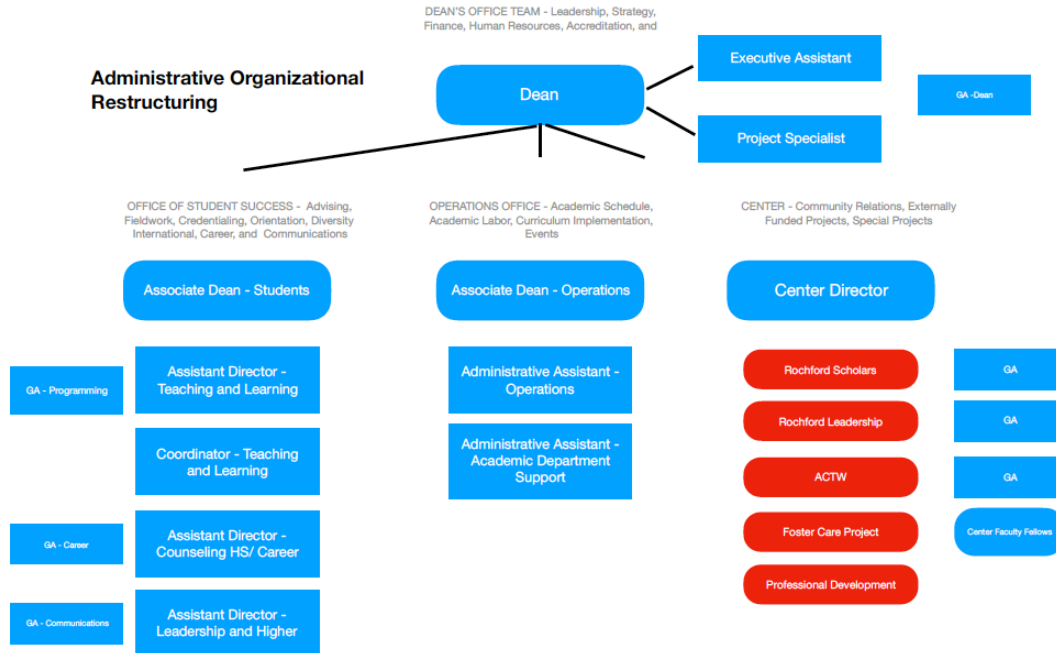 DEAN'S OFFICE TEAM - Leadership, Strategy,
Finance, Human Resources, Accreditation, and
Administrative Organizational
Restructuring
Dean
Executive Assistant
Project Specialist
GA -Dean
OFFICE OF STUDENT SUCCESS - Advising,
Fieldwork, Credentialing, Orientation, Diversity
International, Career, and Communications
OPERATIONS OFFICE - Academic Schedule,
Academic Labor, Curriculum Implementation,
Events
CENTER - Community Relations, Externally
Funded Projects, Special Projects
Associate Dean - Students
Associate Dean - Operations
Center Director
GA - Programming
Assistant Director -
Teaching and Learning
Coordinator - Teaching
and Learning
GA - Career
Assistant Director -
Counseling HS/ Career
GA - Communications
Assistant Director -
Leadership and Higher
Administrative Assistant -
Operations
Administrative Assistant -
Academic Department
Support
Rochford Scholars
GA
Rochford Leadership
GA
ACTW
GA
Foster Care Project
Center Faculty Fellows
Professional Development